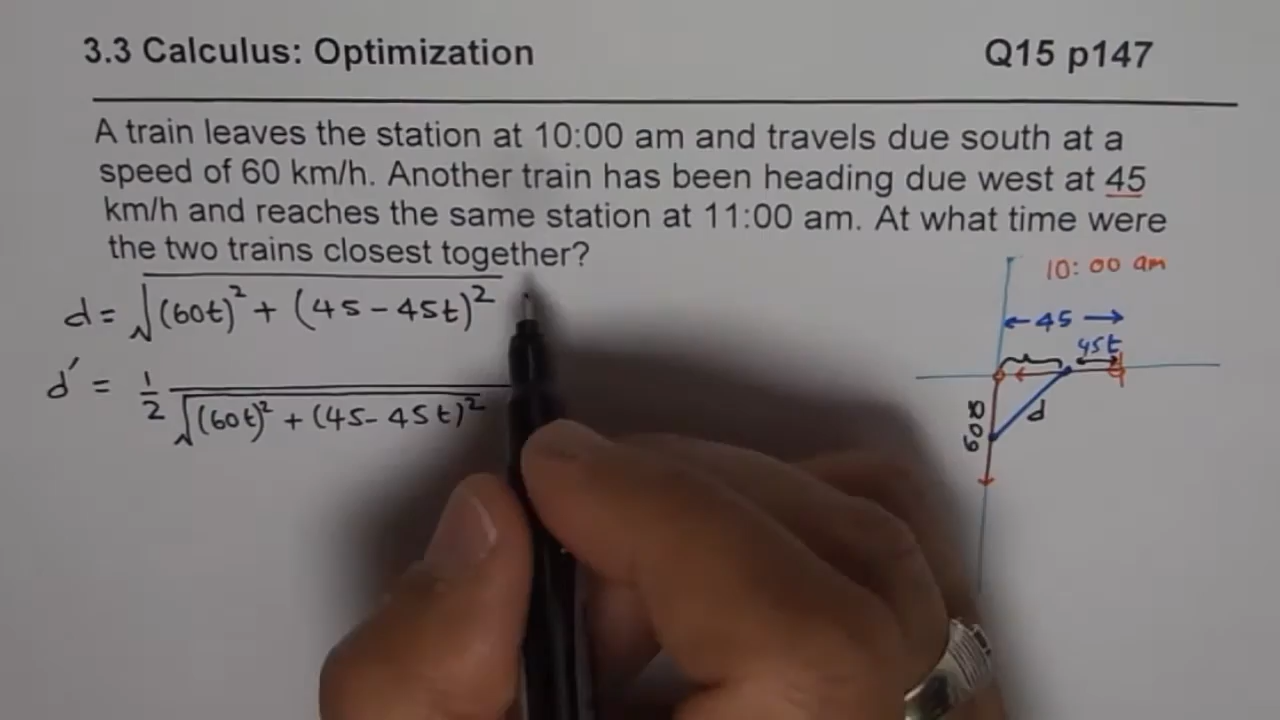 3.3 Calculus: Optimization Q15 p147
A train leaves the station at 10:00 am and travels due south at a
speed of 60 km/h. Another train has been heading due west at 45
km/h and reaches the same station at 11:00 am. At what time were
the two trains closest together?
d = √(60t)² + (45 - 45t)²
d' = 1/2 √(60t)² + (45 - 45t)²
10:00 am
←45→
45t
d